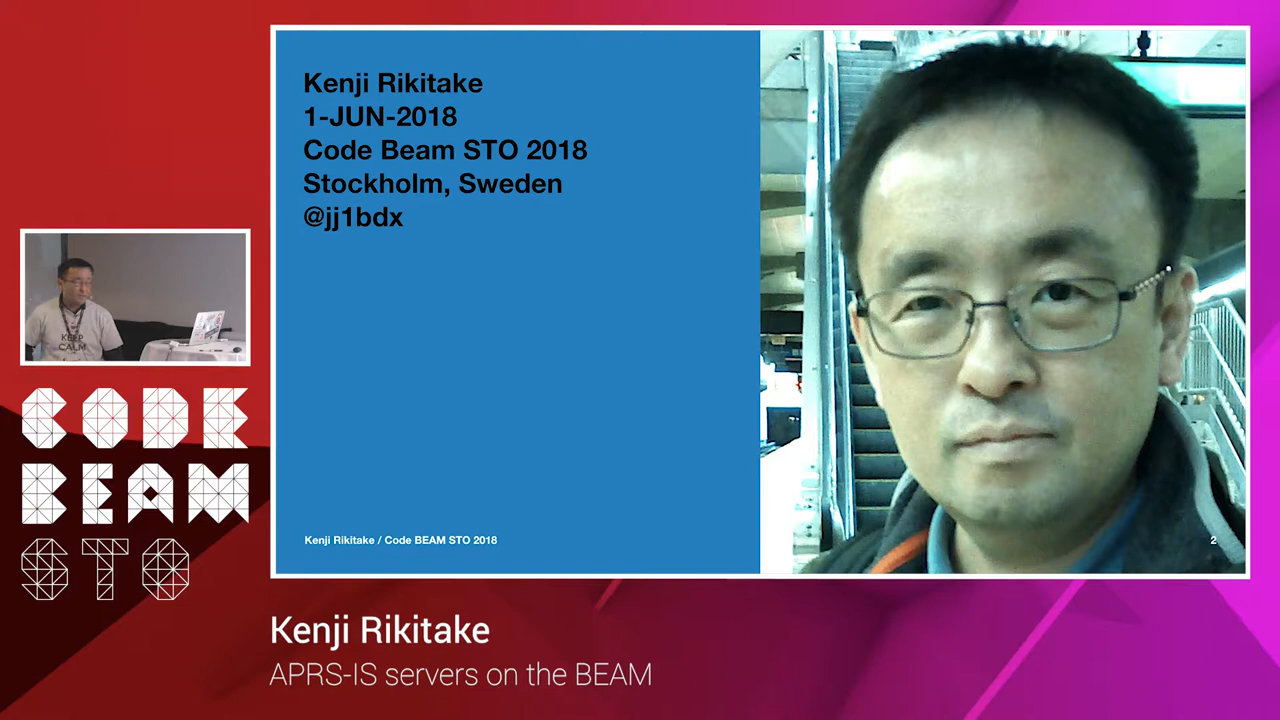 Kenji Rikitake
1-JUN-2018
Code Beam STO 2018
Stockholm, Sweden
@jj1bdx
Kenji Rikitake / Code BEAM STO 2018
2
KEEP
CALM
CODE
BEAM
STO
Kenji Rikitake
APRS-IS servers on the BEAM